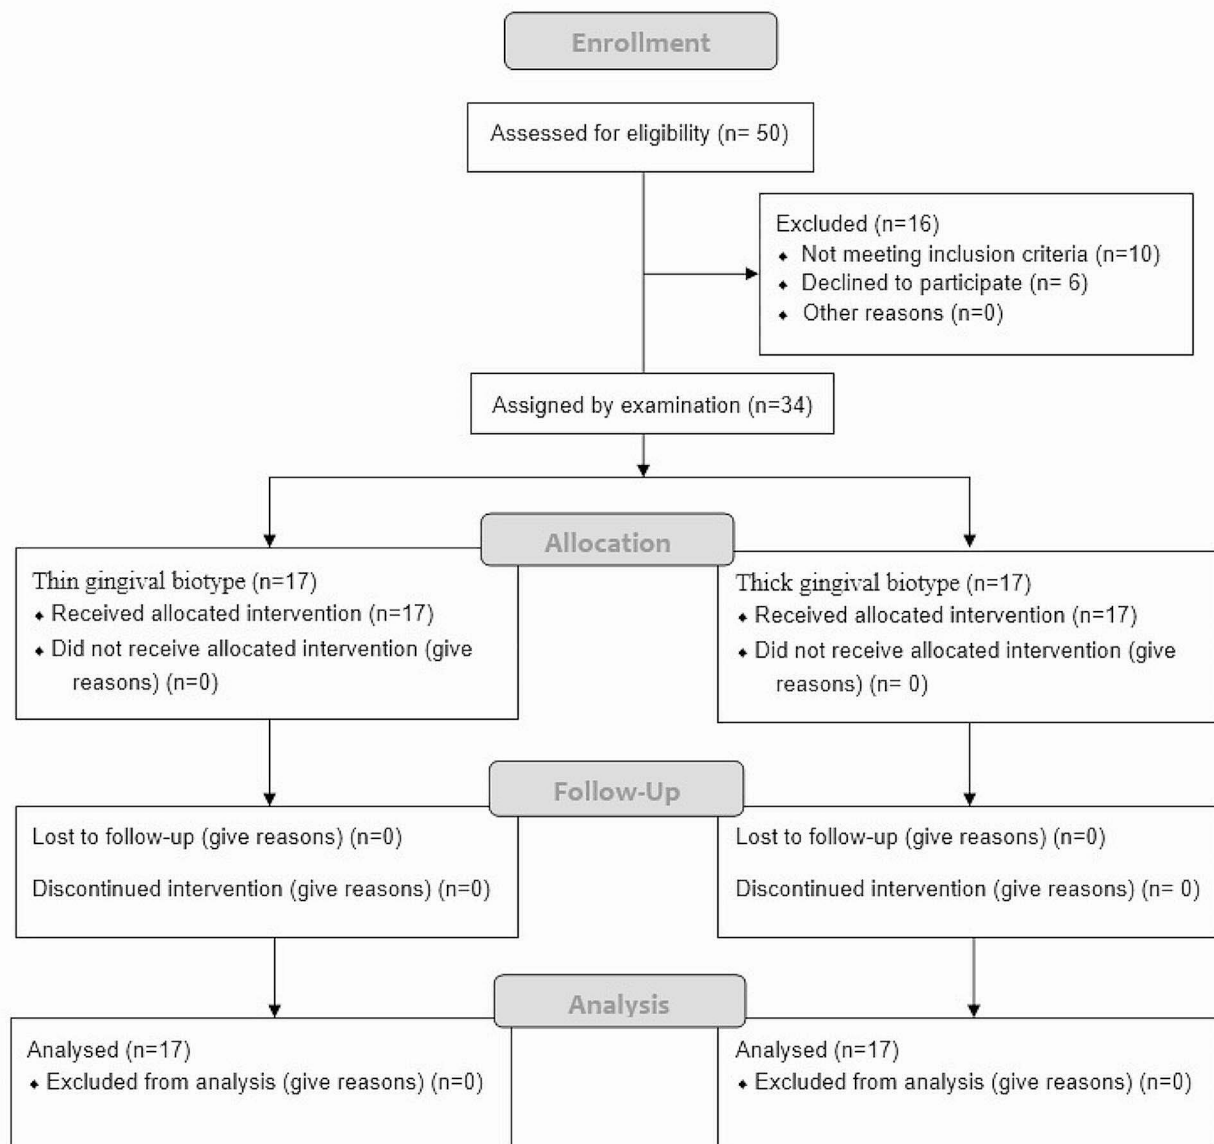 Enrollment
Assessed for eligibility (n= 50)
Excluded (n=16)
⬥ Not meeting inclusion criteria (n=10)
⬥ Declined to participate (n= 6)
⬥ Other reasons (n=0)
Assigned by examination (n=34)
Allocation
Thin gingival biotype (n=17)
⬥ Received allocated intervention (n=17)
⬥ Did not receive allocated intervention (give
reasons) (n=0)
Thick gingival biotype (n=17)
⬥ Received allocated intervention (n=17)
⬥ Did not receive allocated intervention (give
reasons) (n= 0)
Follow-Up
Lost to follow-up (give reasons) (n=0)
Discontinued intervention (give reasons) (n=0)
Lost to follow-up (give reasons) (n=0)
Discontinued intervention (give reasons) (n= 0)
Analysis
Analysed (n=17)
⬥ Excluded from analysis (give reasons) (n=0)
Analysed (n=17)
⬥ Excluded from analysis (give reasons) (n=0)